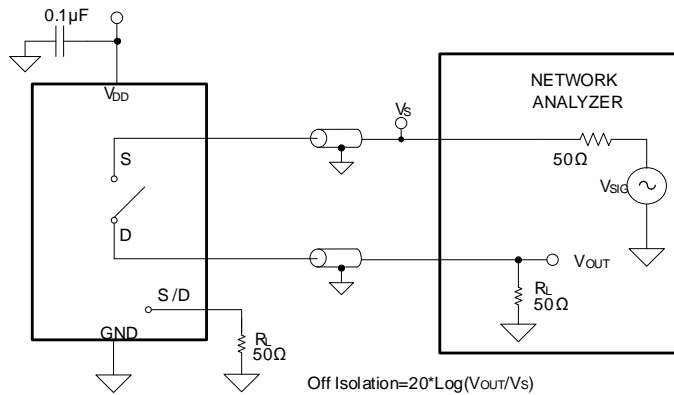 0.1µF
VDD
NETWORK
ANALYZER
VS
S
50Ω
VSIG
D
VOUT
S/D
RL
50Ω
GND
RL
50Ω
Off Isolation=20*Log(VOUT/VS)